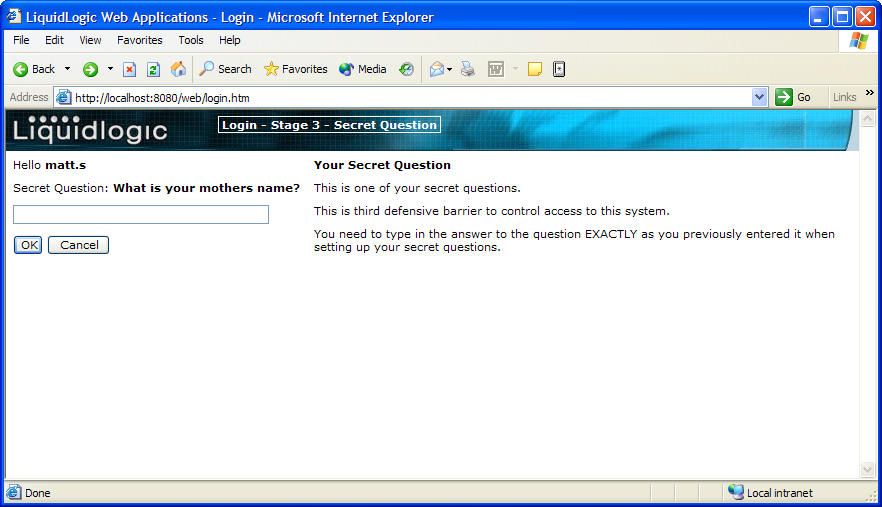 LiquidLogic Web Applications - Login - Microsoft Internet Explorer
File Edit View Favorites Tools Help
Back Search Favorites Media
Address http://localhost:8080/web/login.htm Go Links »
Liquidlogic Login - Stage 3 - Secret Question
Hello matt.s
Secret Question: What is your mothers name?
OK Cancel
Your Secret Question
This is one of your secret questions.
This is third defensive barrier to control access to this system.
You need to type in the answer to the question EXACTLY as you previously entered it when
setting up your secret questions.
Done Local intranet